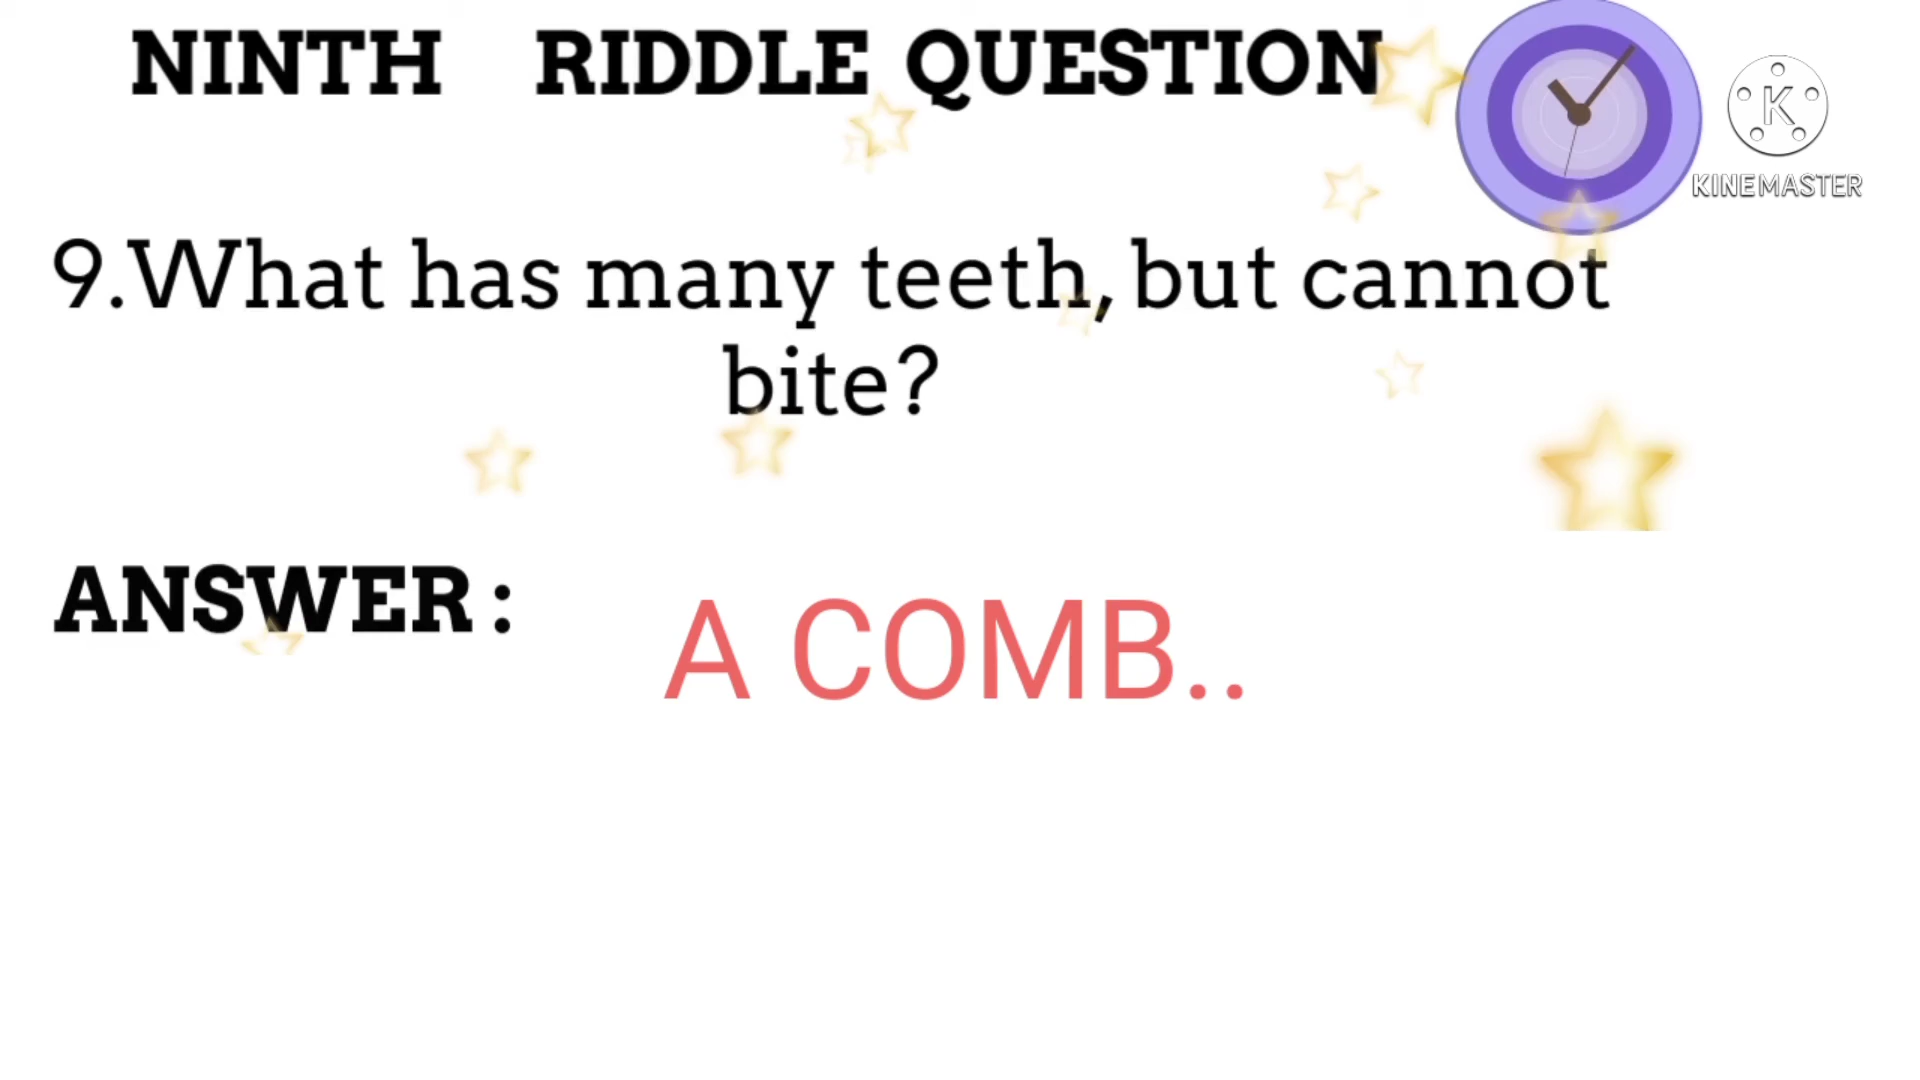 NINTH RIDDLE QUESTION
K
KINEMASTER
9.What has many teeth, but cannot
bite?
ANSWER :
A COMB..